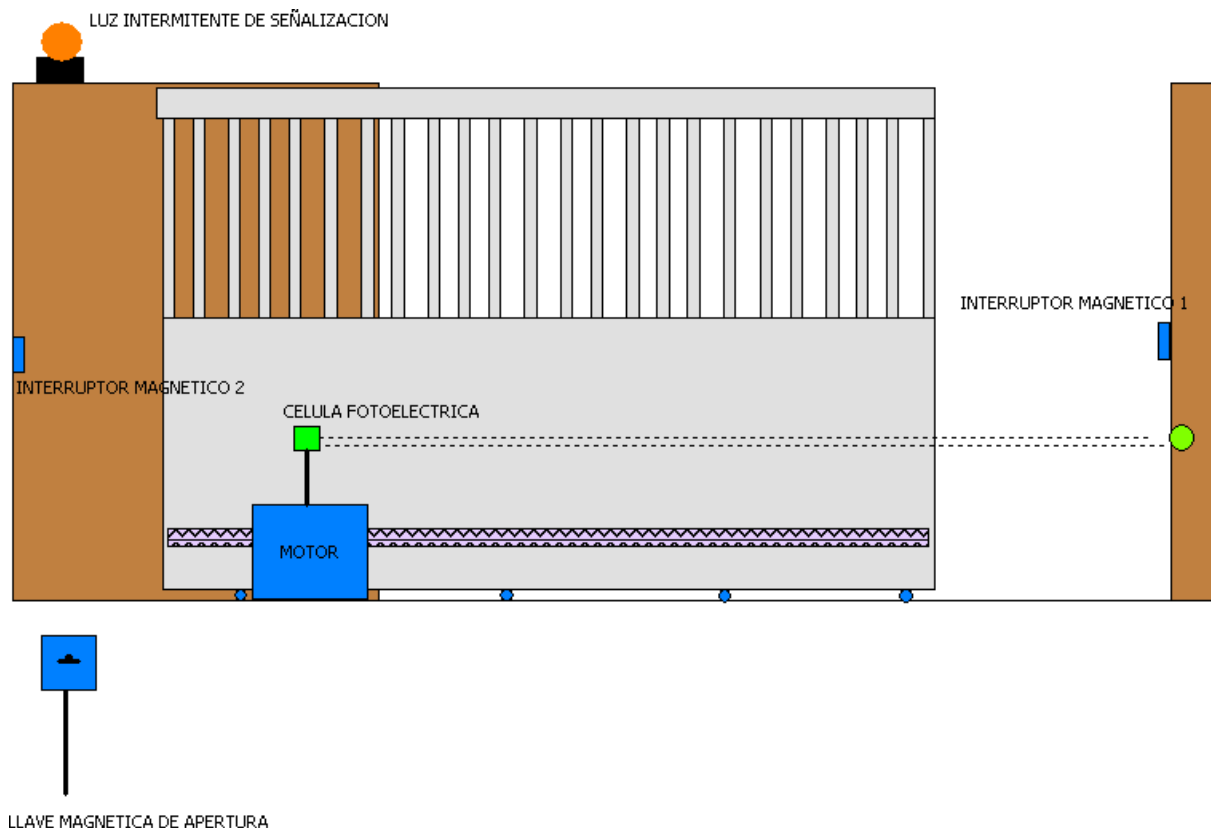 LUZ INTERMITENTE DE SEÑALIZACION
INTERRUPTOR MAGNETICO 1
INTERRUPTOR MAGNETICO 2
CELULA FOTOELECTRICA
MOTOR
LLAVE MAGNETICA DE APERTURA